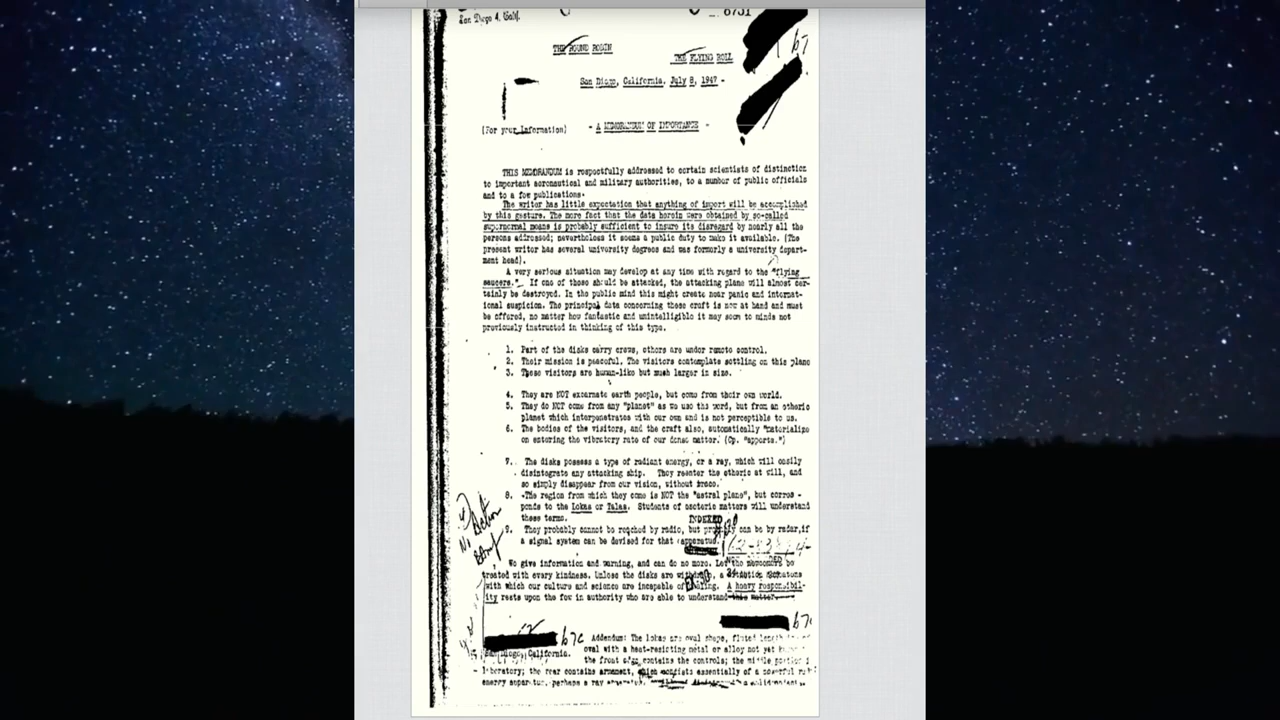 San Diego 4, Calif.
6751
THE ROUND ROBIN
THE FLYING ROLL
San Diego, California, July 8, 1947 -
(For your Information)
- A MEMORANDUM OF IMPORTANCE -
THIS MEMORANDUM is respectfully addressed to certain scientists of distinction
to important aeronautical and military authorities, to a number of public officials
and to a few publications.
The writer has little expectation that anything of import will be accomplished
by this gesture. The more fact that the data herein were obtained by so-called
supernormal means is probably sufficient to insure its disregard by nearly all the
persons addressed; nevertheless it seems a public duty to make it available. (The
present writer has several university degrees and was formerly a university depart-
ment head).
A very serious situation may develop at any time with regard to the "flying
saucers." If one of these should be attacked, the attacking plane will almost cer-
tainly be destroyed. In the public mind this might create near panic and internat-
ional suspicion. The principal data concerning these craft is now at hand and must
be offered, no matter how fantastic and unintelligible it may seem to minds not
previously instructed in thinking of this type.
1. Part of the disks carry crews, others are under remote control.
2. Their mission is peaceful. The visitors contemplate settling on this plane
3. These visitors are human-like but much larger in size.
4. They are NOT excarnate earth people, but come from their own world.
5. They do NOT come from any "planet" as we use the word, but from an etheric
planet which interpenetrates with our own and is not perceptible to us.
6. The bodies of the visitors, and the craft also, automatically "materialize
on entering the vibratory rate of our dense matter. (Cp. "apports.")
7. The disks possess a type of radiant energy, or a ray, which will easily
disintegrate any attacking ship. They reenter the etheric at will, and
so simply disappear from our vision, without trace.
8. The region from which they come is NOT the "astral plane", but corres -
ponds to the Lokas or Talas. Students of esoteric matters will understand
these terms.
INDEXED
9. They probably cannot be reached by radio, but probably can be by radar, if
a signal system can be devised for that apparatus.
No Action
We give information and warning, and can do no more. Let the newcomers be
treated with every kindness. Unless the disks are withdrawn, a
with which our culture and science are incapable of dealing. A heavy responsibil-
ity rests upon the few in authority who are able to understand this matter.
b7c
San Diego, California.
Addendum: The lokas are oval shape, fluted length
oval with a heat-resisting metal or alloy not yet
the front cage contains the controls; the middle portion
laboratory; the rear contains armament, which consists essentially of a powerful
energy apparatus, perhaps a ray apparatus.